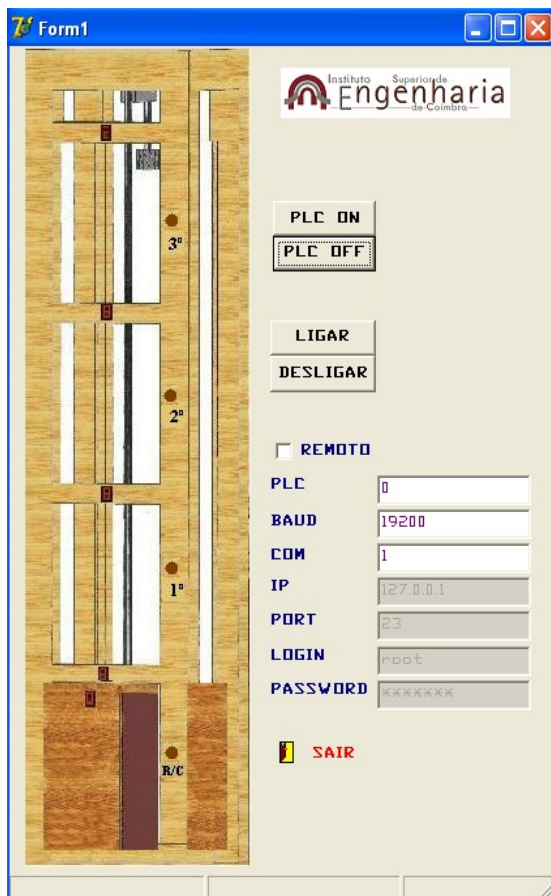 Form1
Instituto Superior de
Engenharia
de Coimbra
PLC ON
PLC OFF
3º
LIGAR
DESLIGAR
2º
REMOTO
PLC 0
BAUD 19200
COM 1
IP 127.0.0.1
1º
PORT 23
LOGIN root
PASSWORD *******
SAIR
R/C